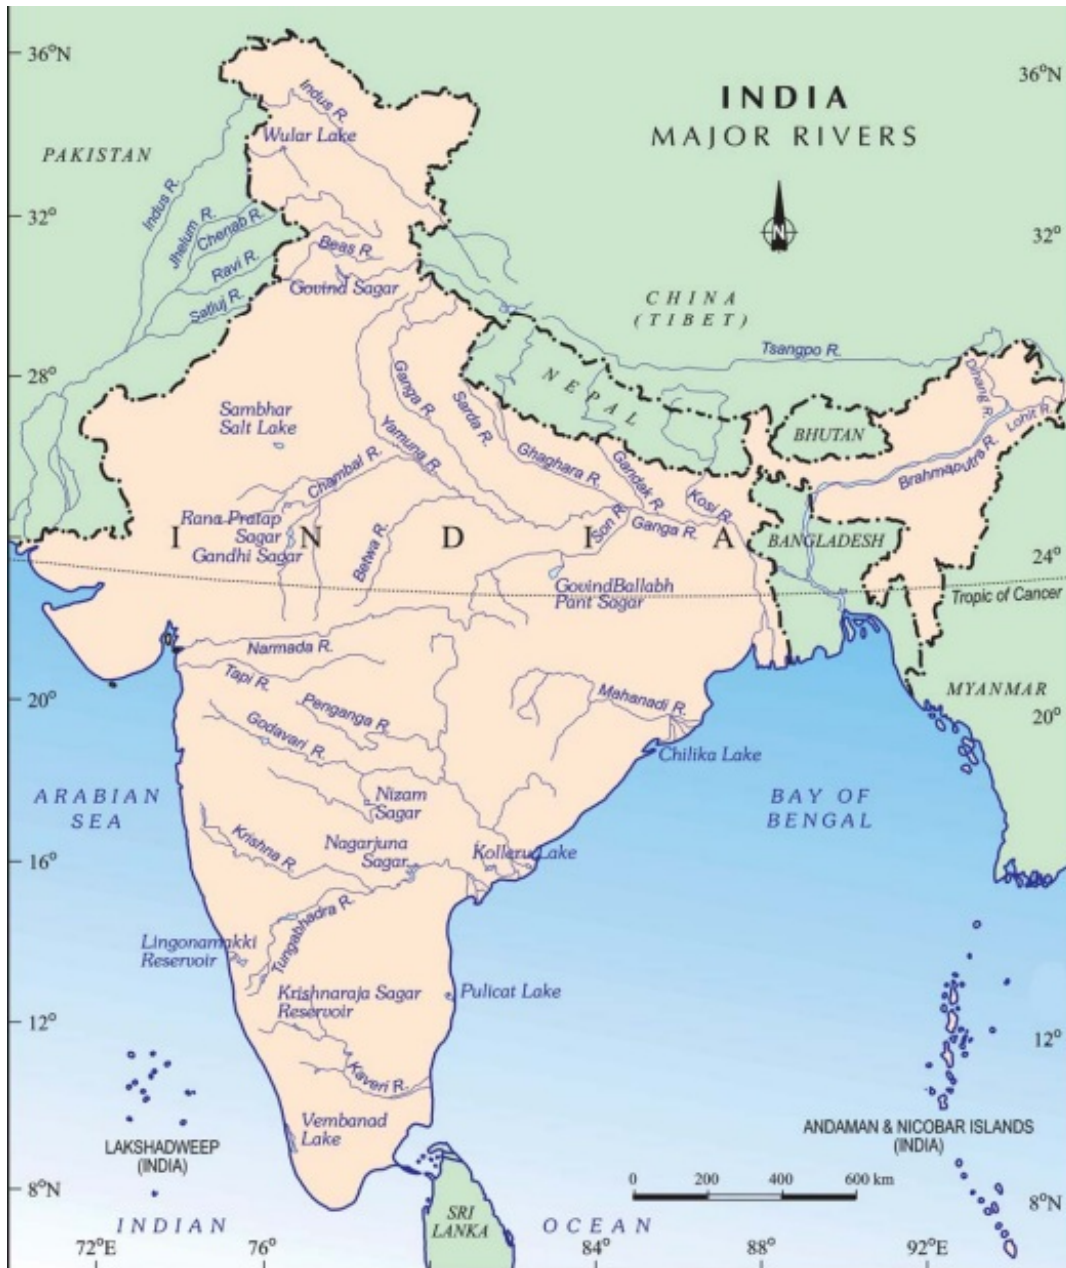 36°N
36°N
INDIA
MAJOR RIVERS
Indus R.
Wular Lake
PAKISTAN
N
Indus R.
Jhelum R.
Chenab R.
32°
32°
Beas R.
Ravi R.
Govind Sagar
Satluj R.
CHINA
(TIBET)
Tsangpo R.
28°
28°
NEPAL
Dihang R.
Ganga R.
Sarda R.
Lohit R.
Sambhar
Salt Lake
BHUTAN
Yamuna R.
Ghaghara R.
Gandak R.
Brahmaputra R.
Chambal R.
Kosi R.
Rana Pratap
Sagar
Gandhi Sagar
Betwa R.
Son R.
Ganga R.
INDIA
BANGLADESH
24°
GovindBallabh
Pant Sagar
Tropic of Cancer
Narmada R.
Tapi R.
Penganga R.
Mahanadi R.
MYANMAR
20°
20°
Godavari R.
Chilika Lake
ARABIAN
SEA
Nizam
Sagar
BAY OF
BENGAL
Krishna R.
Nagarjuna
Sagar
Kolleru Lake
16°
Tungabhadra R.
Lingonamakki
Reservoir
Krishnaraja Sagar
Reservoir
Pulicat Lake
12°
12°
Kaveri R.
Vembanad
Lake
LAKSHADWEEP
(INDIA)
ANDAMAN & NICOBAR ISLANDS
(INDIA)
0 200 400 600 km
8°N
8°N
SRI
LANKA
INDIAN OCEAN
72°E 76° 84° 88° 92°E